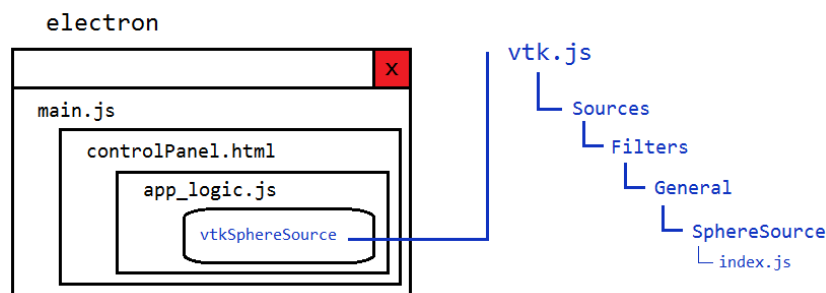 electron
x
main.js
controlPanel.html
app_logic.js
vtkSphereSource
vtk.js
Sources
Filters
General
SphereSource
index.js